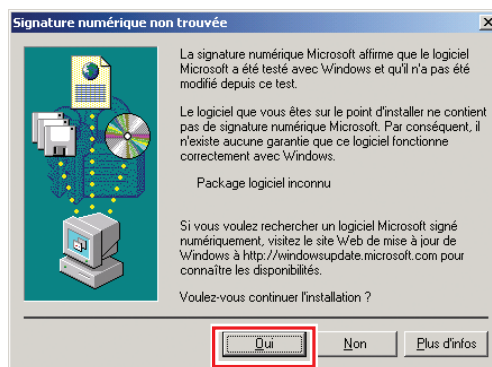 Signature numérique non trouvée
La signature numérique Microsoft affirme que le logiciel
Microsoft a été testé avec Windows et qu'il n'a pas été
modifié depuis ce test.
Le logiciel que vous êtes sur le point d'installer ne contient
pas de signature numérique Microsoft. Par conséquent, il
n'existe aucune garantie que ce logiciel fonctionne
correctement avec Windows.
Package logiciel inconnu
Si vous voulez rechercher un logiciel Microsoft signé
numériquement, visitez le site Web de mise à jour de
Windows à http://windowsupdate.microsoft.com pour
connaître les disponibilités.
Voulez-vous continuer l'installation ?
Oui Non Plus d'infos